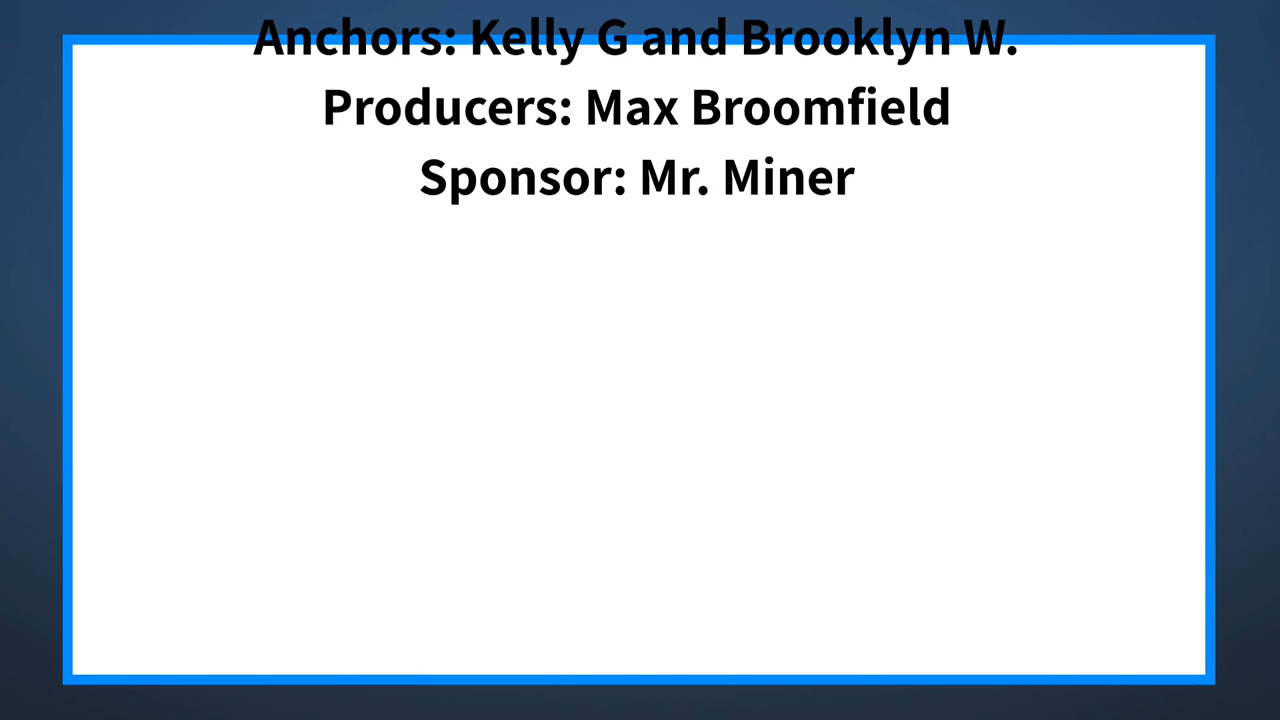 Anchors: Kelly G and Brooklyn W.
Producers: Max Broomfield
Sponsor: Mr. Miner